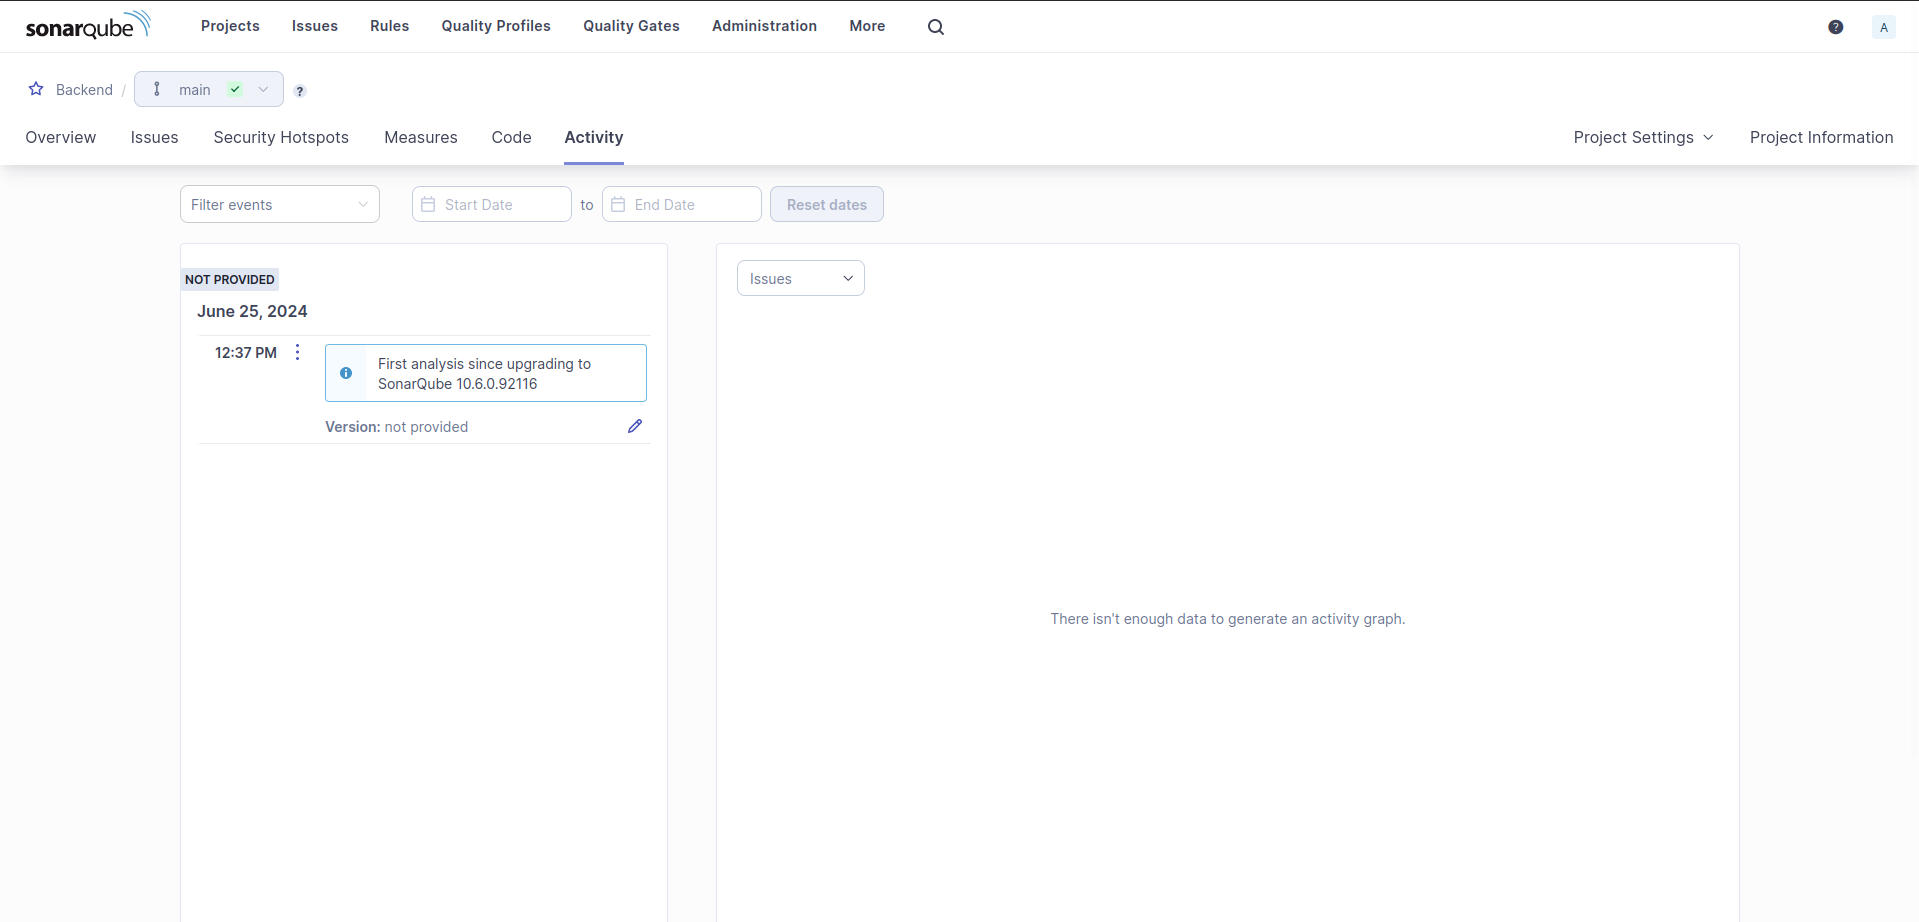 sonarqube Projects Issues Rules Quality Profiles Quality Gates Administration More ? A
Backend / main ?
Overview Issues Security Hotspots Measures Code Activity Project Settings Project Information
Filter events Start Date to End Date Reset dates
NOT PROVIDED
Issues
June 25, 2024
12:37 PM
First analysis since upgrading to
SonarQube 10.6.0.92116
Version: not provided
There isn't enough data to generate an activity graph.